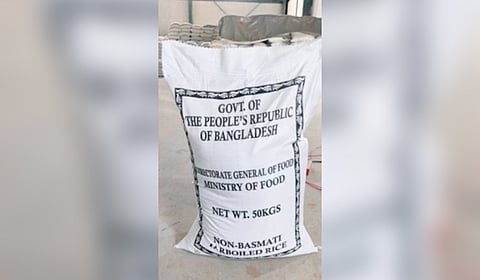 GOVT. OF
THE PEOPLE'S REPUBLIC
OF BANGLADESH
DIRECTORATE GENERAL OF FOOD
MINISTRY OF FOOD
NET WT. 50KGS
NON-BASMATI
PARBOILED RICE